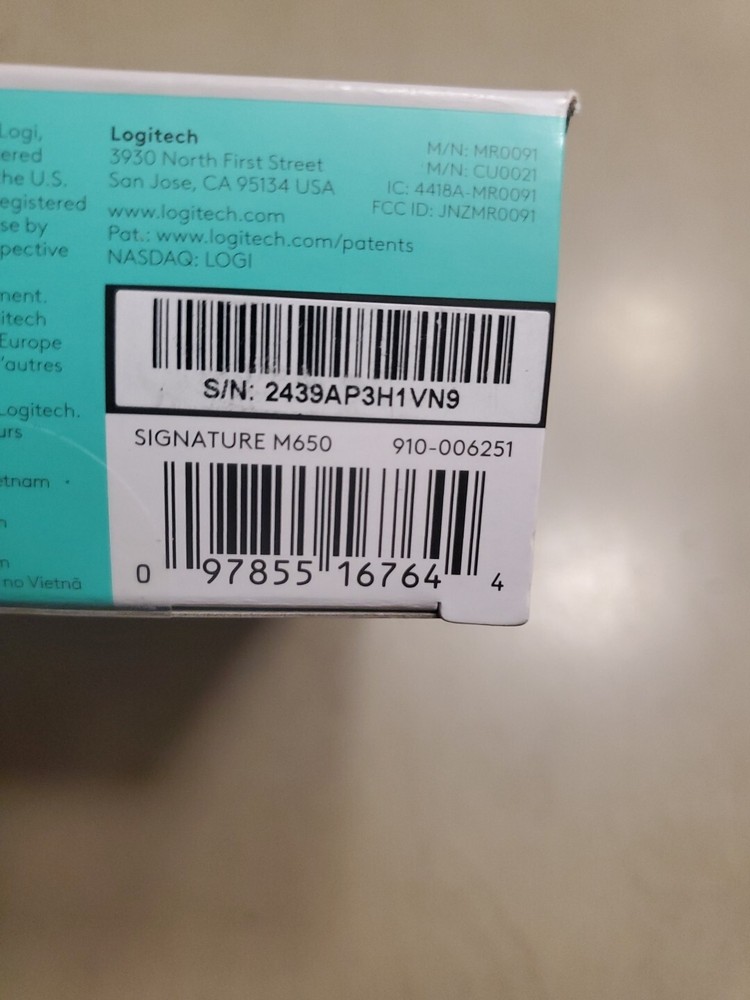 Logi,
ered
he U.S.
egistered
se by
pective
ment.
itech
Europe
'autres
Logitech.
urs
etnam
n
m
no Vietnã
Logitech
3930 North First Street
San Jose, CA 95134 USA
www.logitech.com
Pat.: www.logitech.com/patents
NASDAQ: LOGI
M/N: MR0091
M/N: CU0021
IC: 4418A-MR0091
FCC ID: JNZMR0091
S/N: 2439AP3H1VN9
SIGNATURE M650 910-006251
0 97855 16764 4